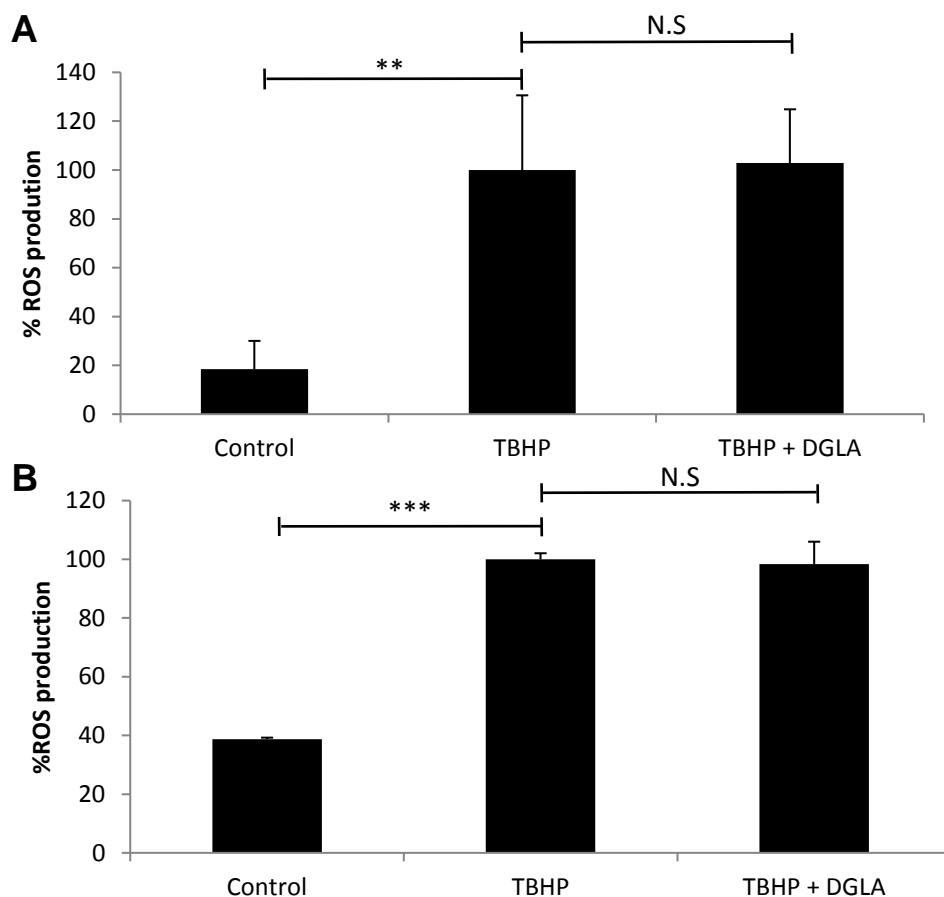 A
N.S
**
140
120
100
80
60
40
20
0
% ROS prodution
Control TBHP TBHP + DGLA
B
N.S
***
120
100
80
60
40
20
0
%ROS production
Control TBHP TBHP + DGLA